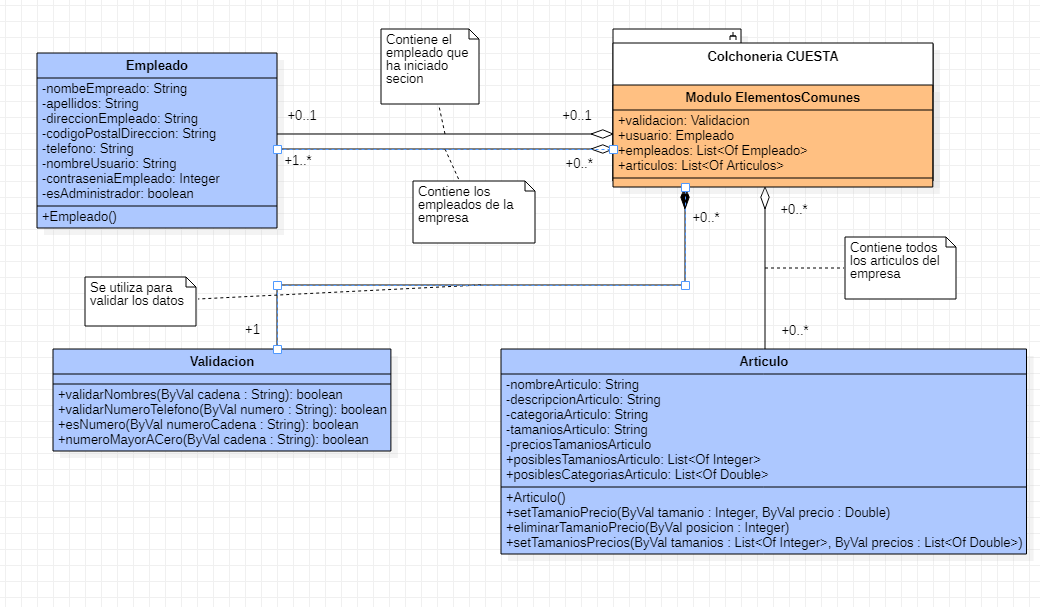 Contiene el
empleado que
ha iniciado
secion
Colchoneria CUESTA
Empleado
-nombeEmpreado: String
-apellidos: String
-direccionEmpleado: String
-codigoPostalDireccion: String
-telefono: String
-nombreUsuario: String
-contraseniaEmpleado: Integer
-esAdministrador: boolean
+Empleado()
+0..1
+0..1
+1..*
+0..*
Modulo ElementosComunes
+validacion: Validacion
+usuario: Empleado
+empleados: List<Of Empleado>
+articulos: List<Of Articulos>
Contiene los
empleados de la
empresa
+0..*
+0..*
Contiene todos
los articulos del
empresa
Se utiliza para
validar los datos
+1
+0..*
Validacion
+validarNombres(ByVal cadena : String): boolean
+validarNumeroTelefono(ByVal numero : String): boolean
+esNumero(ByVal numeroCadena : String): boolean
+numeroMayorACero(ByVal cadena : String): boolean
Articulo
-nombreArticulo: String
-descripcionArticulo: String
-categoriaArticulo: String
-tamaniosArticulo: String
-preciosTamaniosArticulo
+posiblesTamaniosArticulo: List<Of Integer>
+posiblesCategoriasArticulo: List<Of Double>
+Articulo()
+setTamanioPrecio(ByVal tamanio : Integer, ByVal precio : Double)
+eliminarTamanioPrecio(ByVal posicion : Integer)
+setTamaniosPrecios(ByVal tamanios : List<Of Integer>, ByVal precios : List<Of Double>)